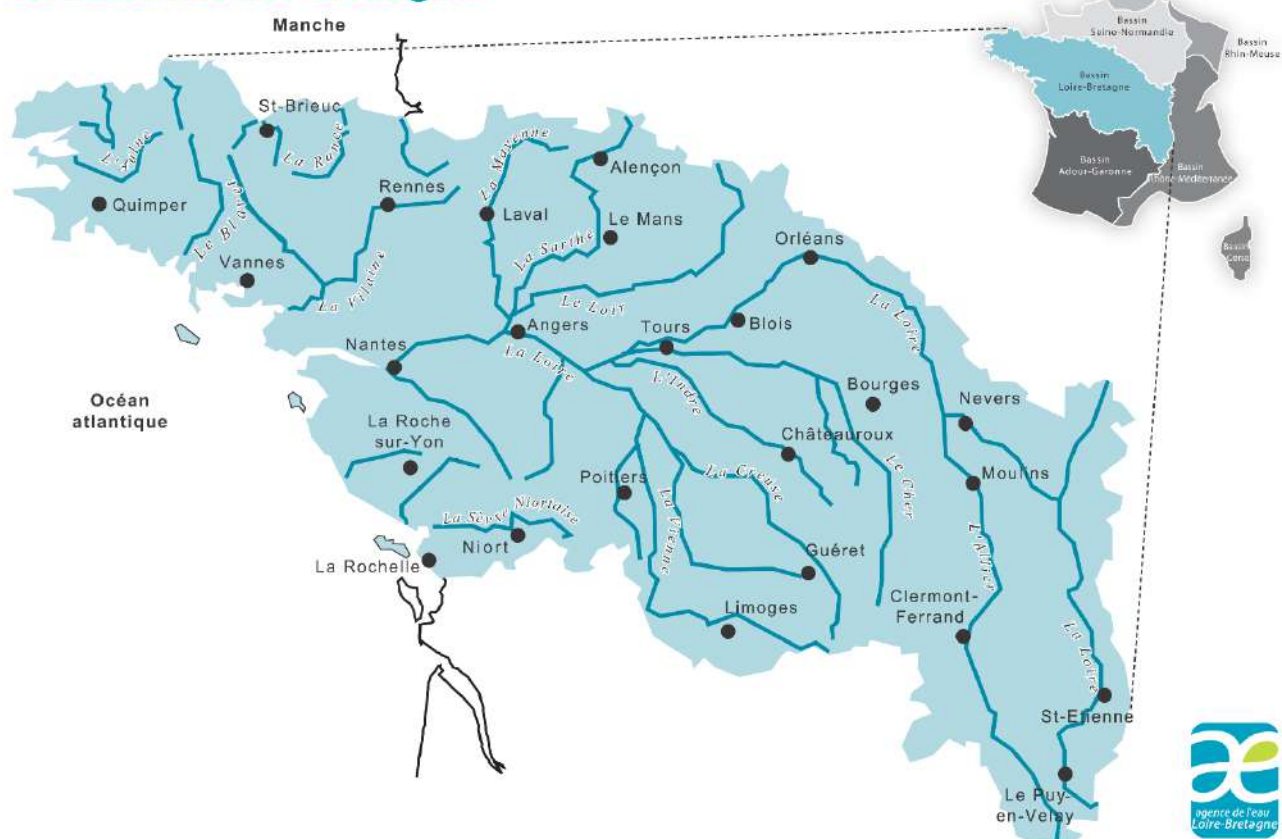 Manche
Bassin
Seine-Normandie
Bassin
Rhin-Meuse
Bassin
Loire-Bretagne
Bassin
Adour-Garonne
Bassin
Rhône-Méditerranée
Bassin
Corse
St-Brieuc
L'Aulne
La Rance
La Mayenne
Alençon
Quimper
Le Blavet
Rennes
Laval
Le Mans
La Sarthe
Orléans
Vannes
La Vilaine
Le Loir
La Loire
Angers
Tours
Blois
Nantes
La Loire
L'Indre
Bourges
Nevers
Océan
atlantique
La Roche
sur-Yon
Châteauroux
Le Cher
Moulins
Poitiers
La Creuse
La Sèvre Niortaise
La Vienne
Niort
L'Allier
La Rochelle
Guéret
Limoges
Clermont-
Ferrand
La Loire
St-Etienne
Le Puy-
en-Velay
agence de l'eau
Loire-Bretagne